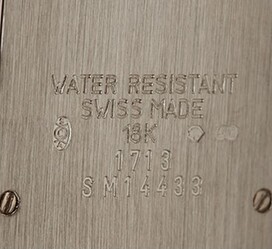 WATER RESISTANT
SWISS MADE
18K
1713
SM14433